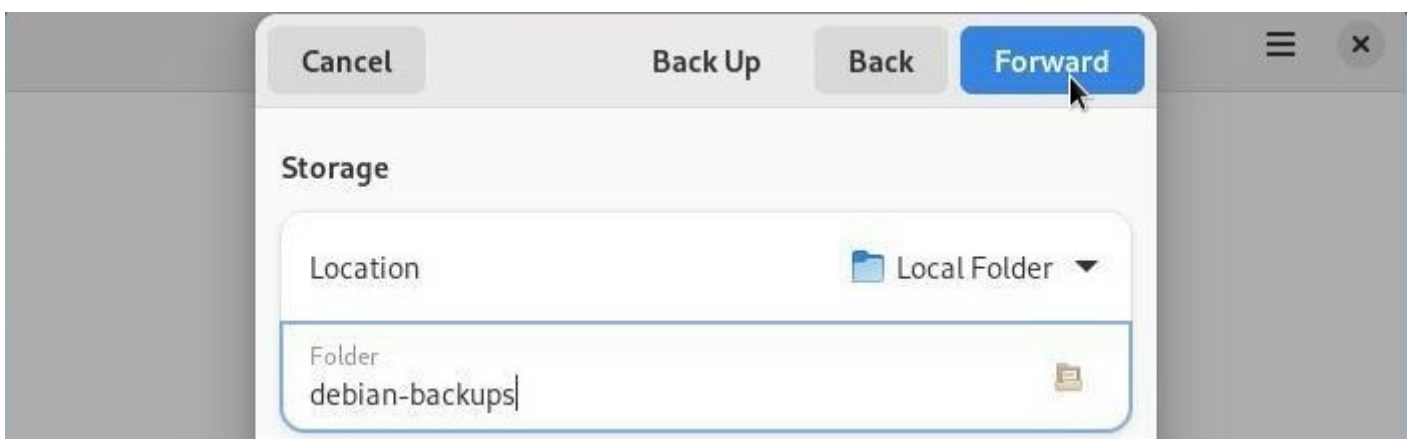 Cancel Back Up Back Forward
Storage
Location Local Folder
Folder
debian-backups